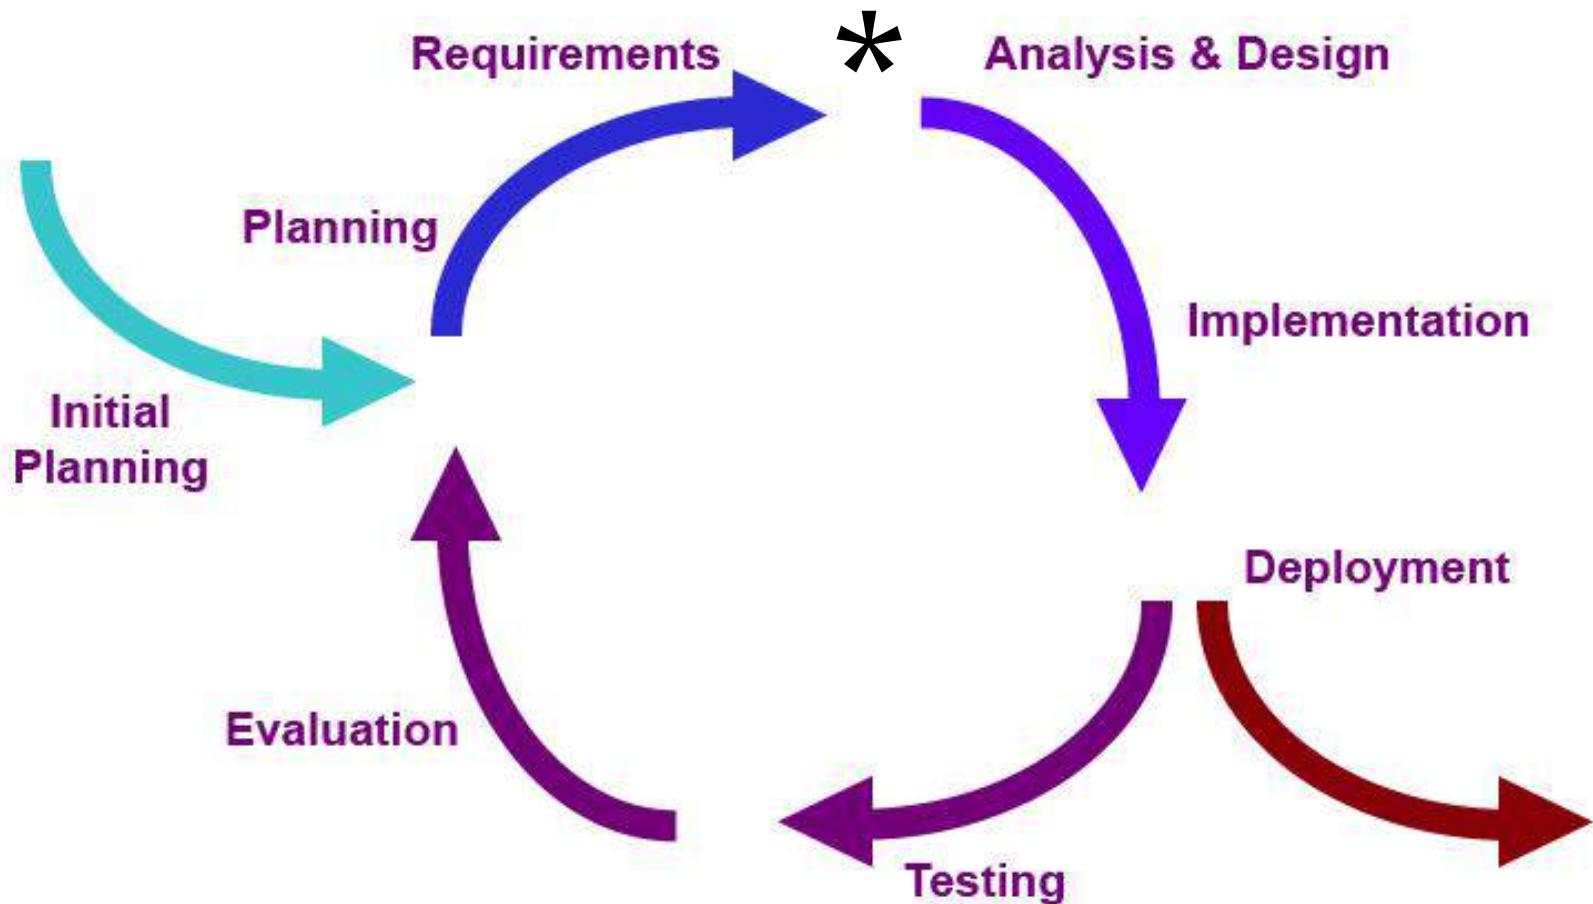 Requirements * Analysis & Design
Planning
Implementation
Initial
Planning
Deployment
Evaluation
Testing